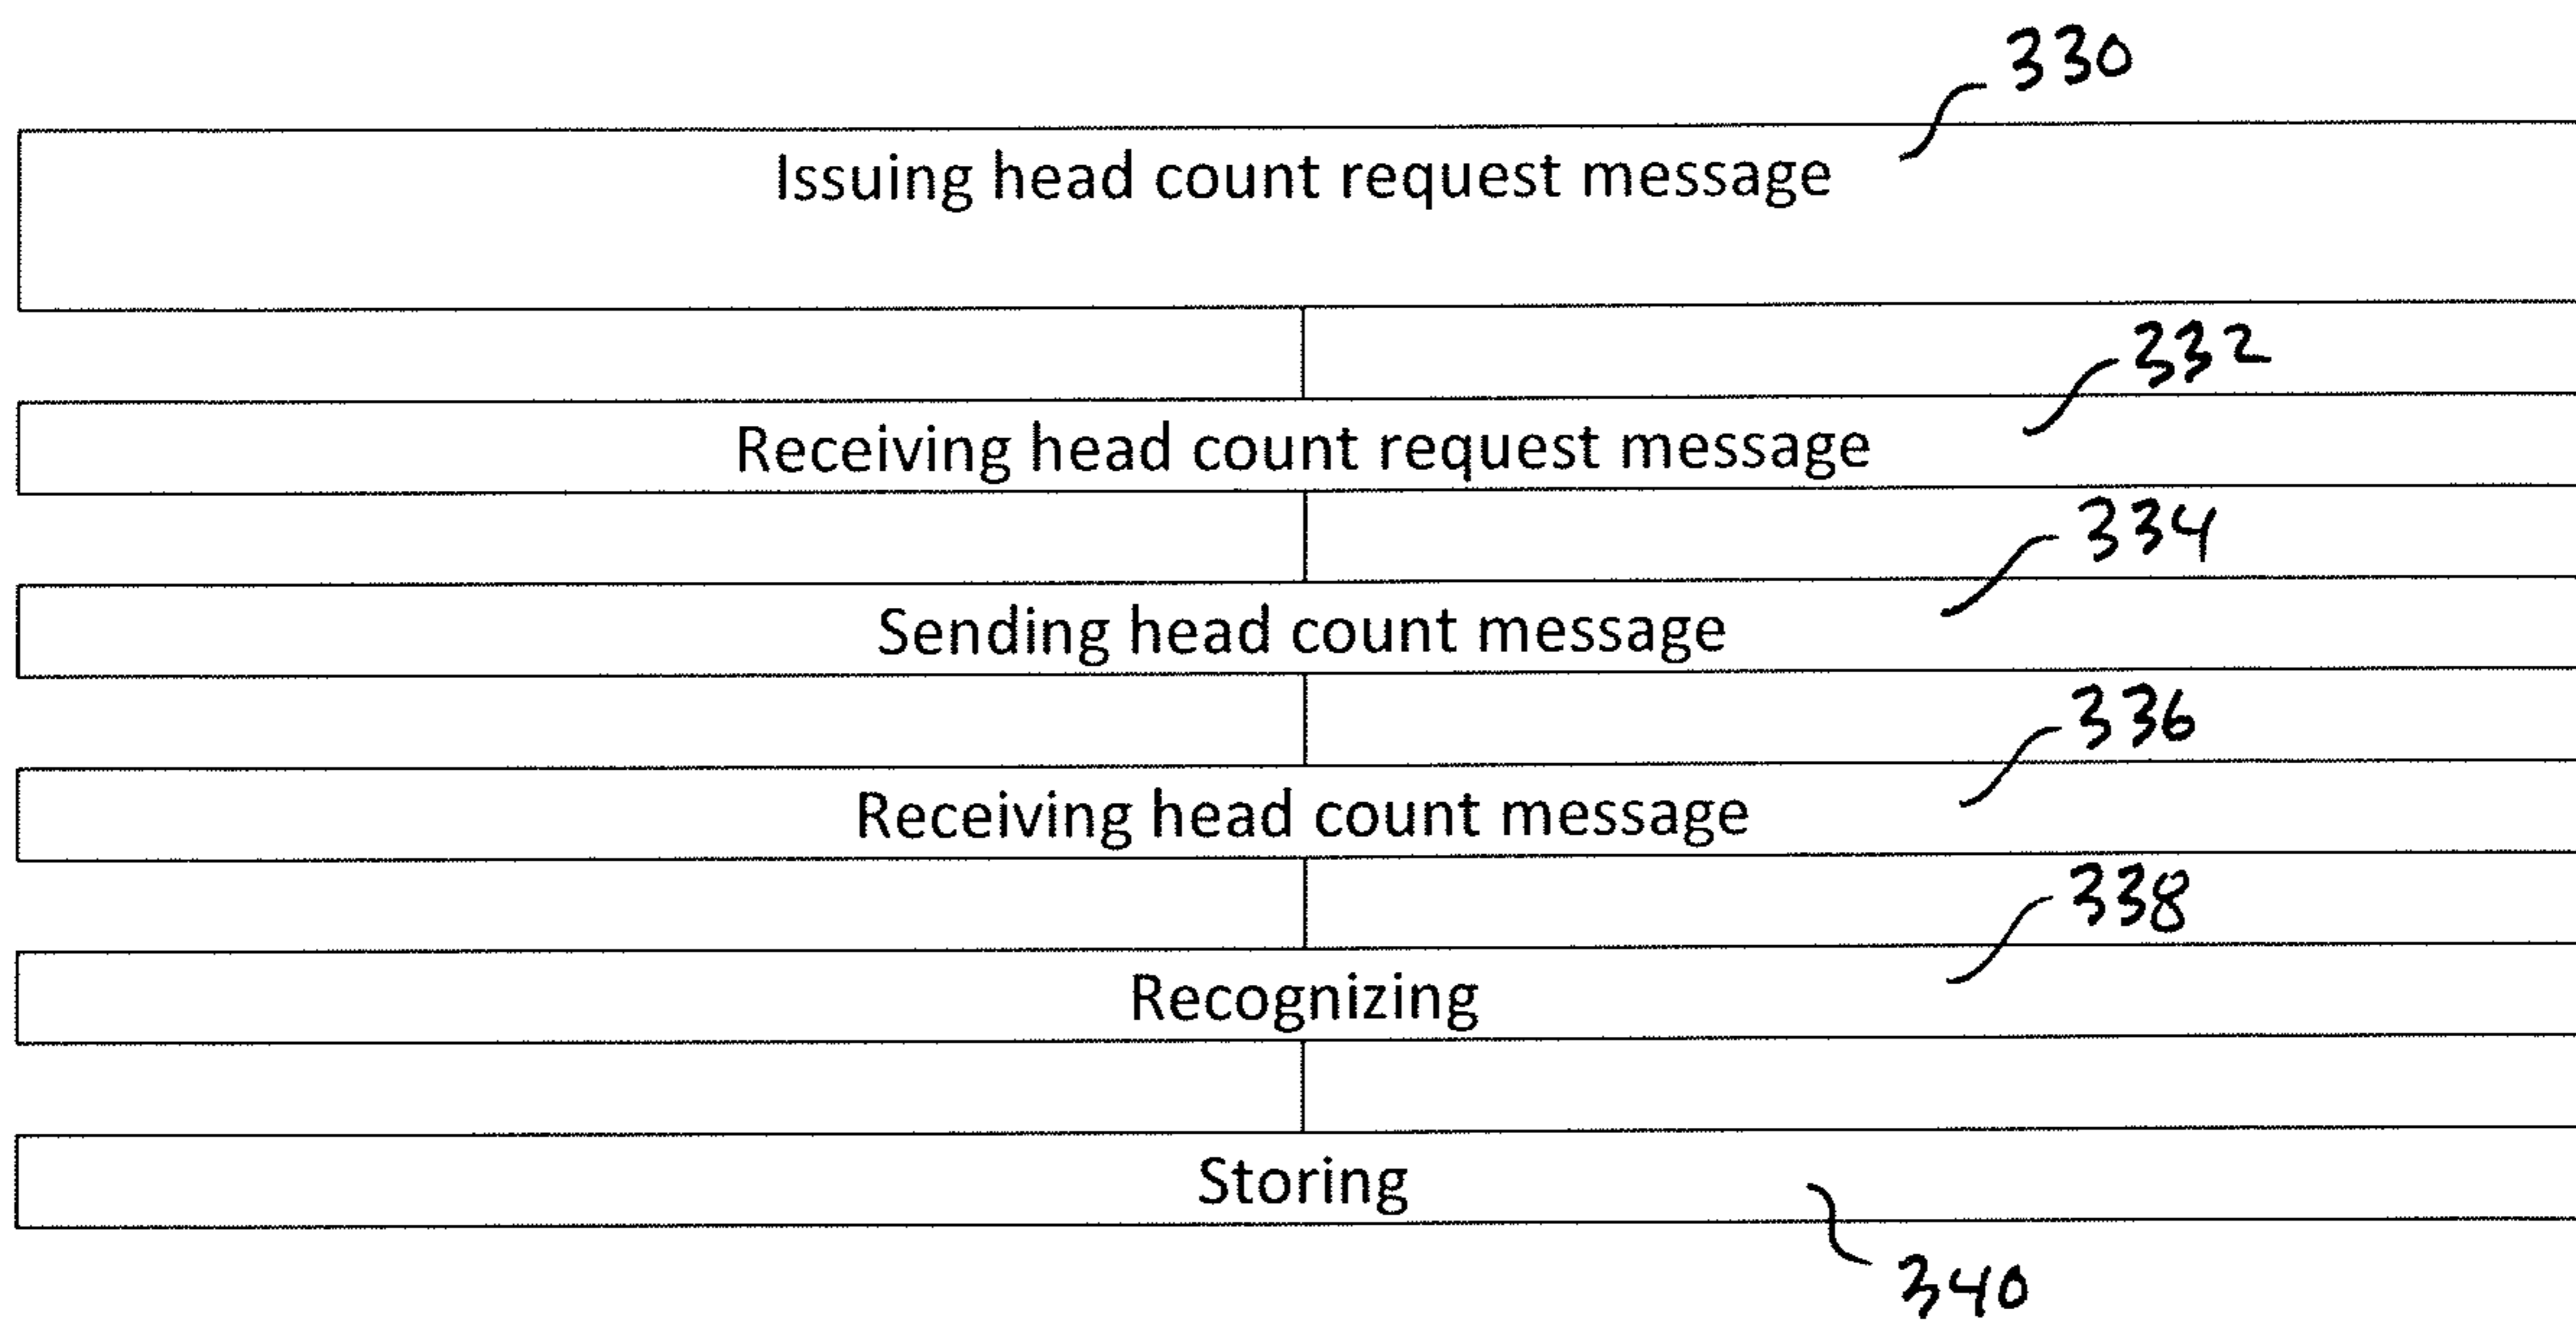 330
Issuing head count request message
332
Receiving head count request message
334
Sending head count message
336
Receiving head count message
338
Recognizing
Storing
340